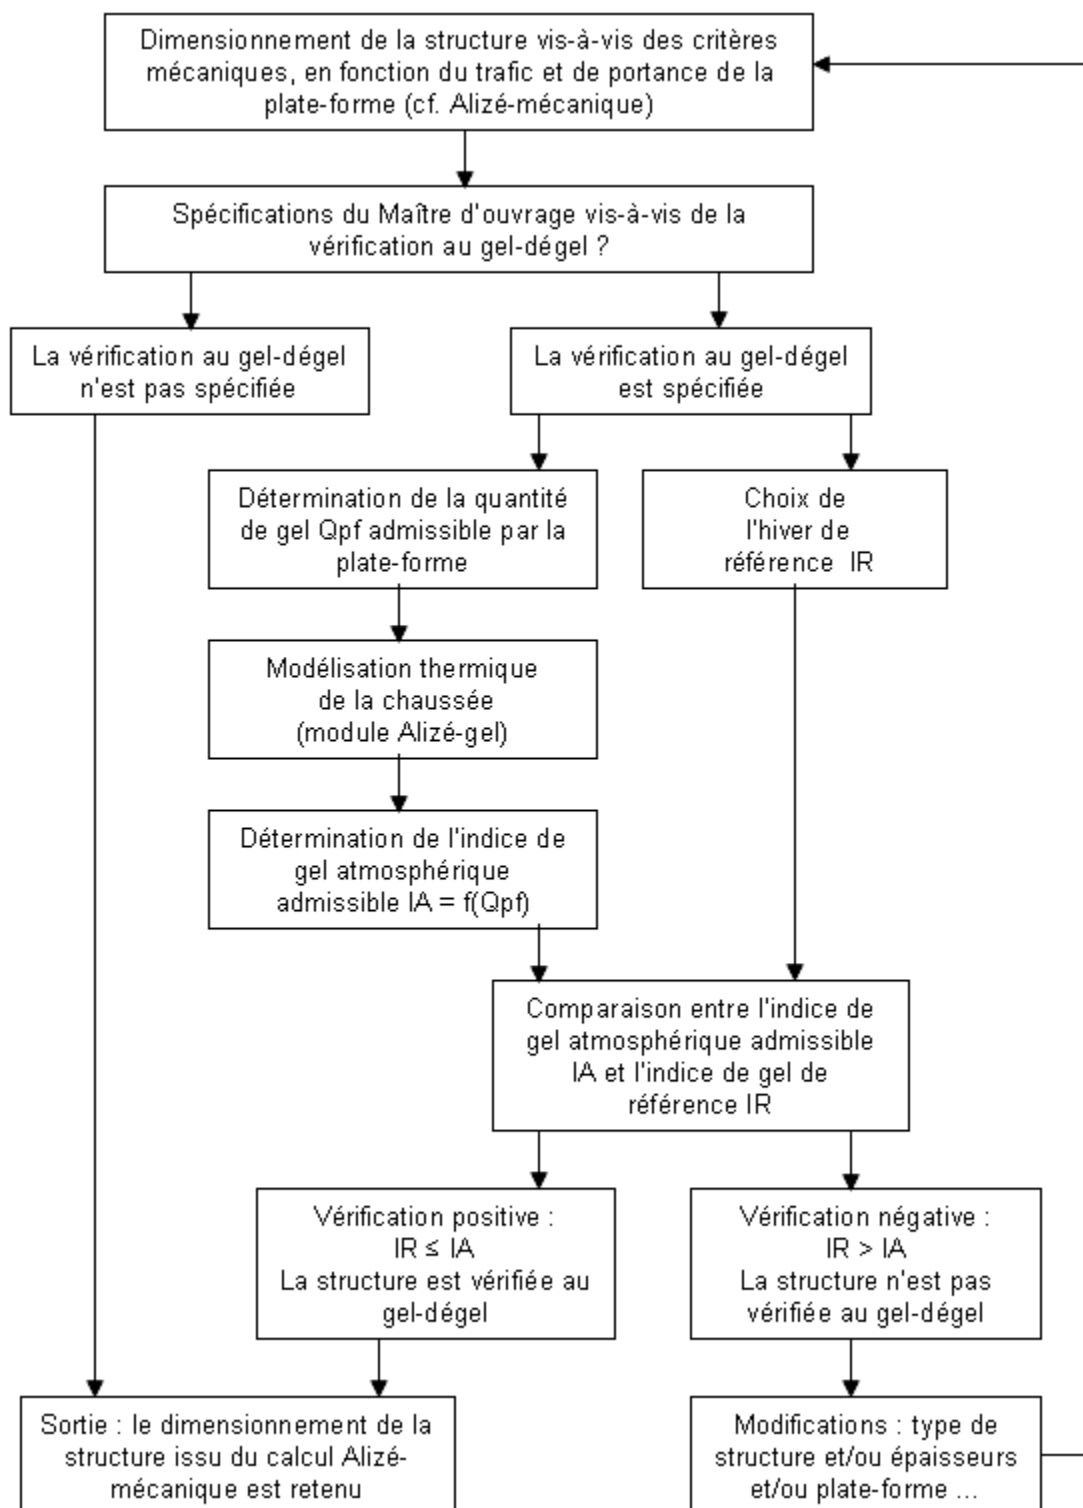 Dimensionnement de la structure vis-à-vis des critères
mécaniques, en fonction du trafic et de portance de la
plate-forme (cf. Alizé-mécanique)
Spécifications du Maître d'ouvrage vis-à-vis de la
vérification au gel-dégel ?
La vérification au gel-dégel
n'est pas spécifiée
La vérification au gel-dégel
est spécifiée
Détermination de la quantité
de gel Qpf admissible par la
plate-forme
Choix de
l'hiver de
référence IR
Modélisation thermique
de la chaussée
(module Alizé-gel)
Détermination de l'indice de
gel atmosphérique
admissible IA = f(Qpf)
Comparaison entre l'indice de
gel atmosphérique admissible
IA et l'indice de gel de
référence IR
Vérification positive :
IR ≤ IA
La structure est vérifiée au
gel-dégel
Vérification négative :
IR > IA
La structure n'est pas
vérifiée au gel-dégel
Sortie : le dimensionnement de la
structure issu du calcul Alizé-
mécanique est retenu
Modifications : type de
structure et/ou épaisseurs
et/ou plate-forme ...